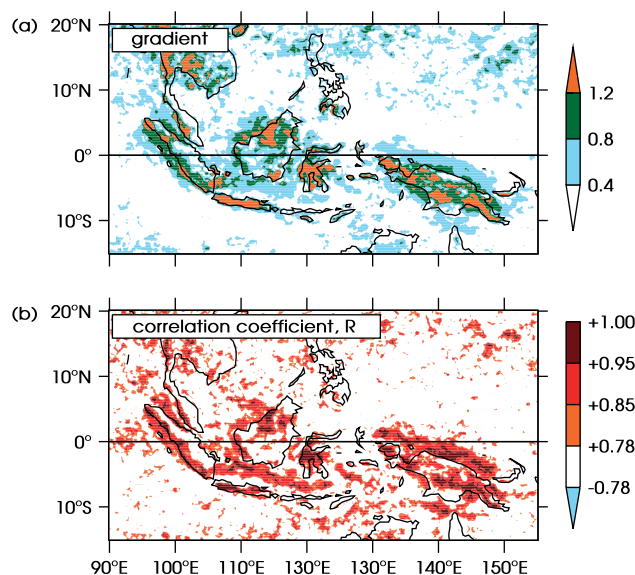 (a)
gradient
20°N
10°N
0°
10°S
1.2
0.8
0.4
(b)
correlation coefficient, R
20°N
10°N
0°
10°S
90°E 100°E 110°E 120°E 130°E 140°E 150°E
+1.00
+0.95
+0.85
+0.78
-0.78